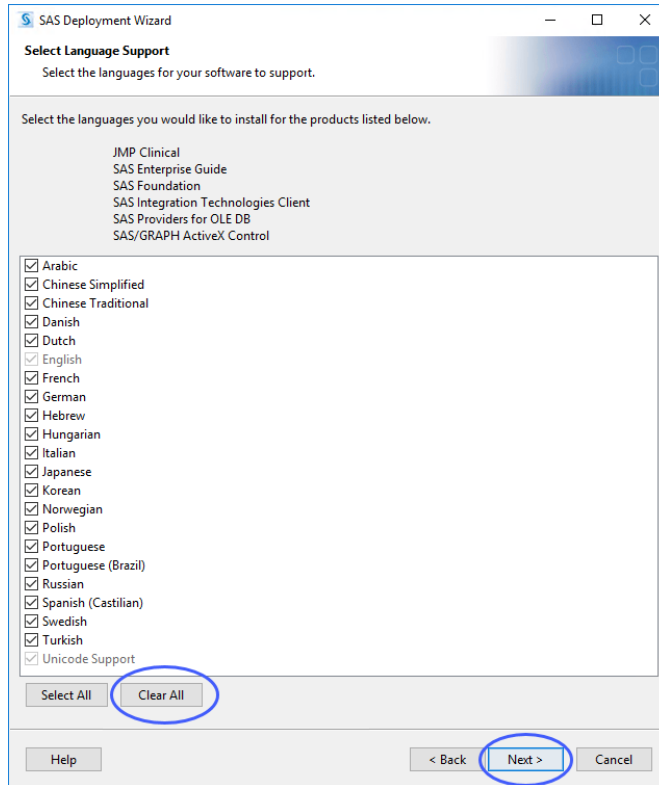 SAS Deployment Wizard
Select Language Support
Select the languages for your software to support.
Select the languages you would like to install for the products listed below.
JMP Clinical
SAS Enterprise Guide
SAS Foundation
SAS Integration Technologies Client
SAS Providers for OLE DB
SAS/GRAPH ActiveX Control
Arabic
Chinese Simplified
Chinese Traditional
Danish
Dutch
English
French
German
Hebrew
Hungarian
Italian
Japanese
Korean
Norwegian
Polish
Portuguese
Portuguese (Brazil)
Russian
Spanish (Castilian)
Swedish
Turkish
Unicode Support
Select All Clear All
Help < Back Next > Cancel